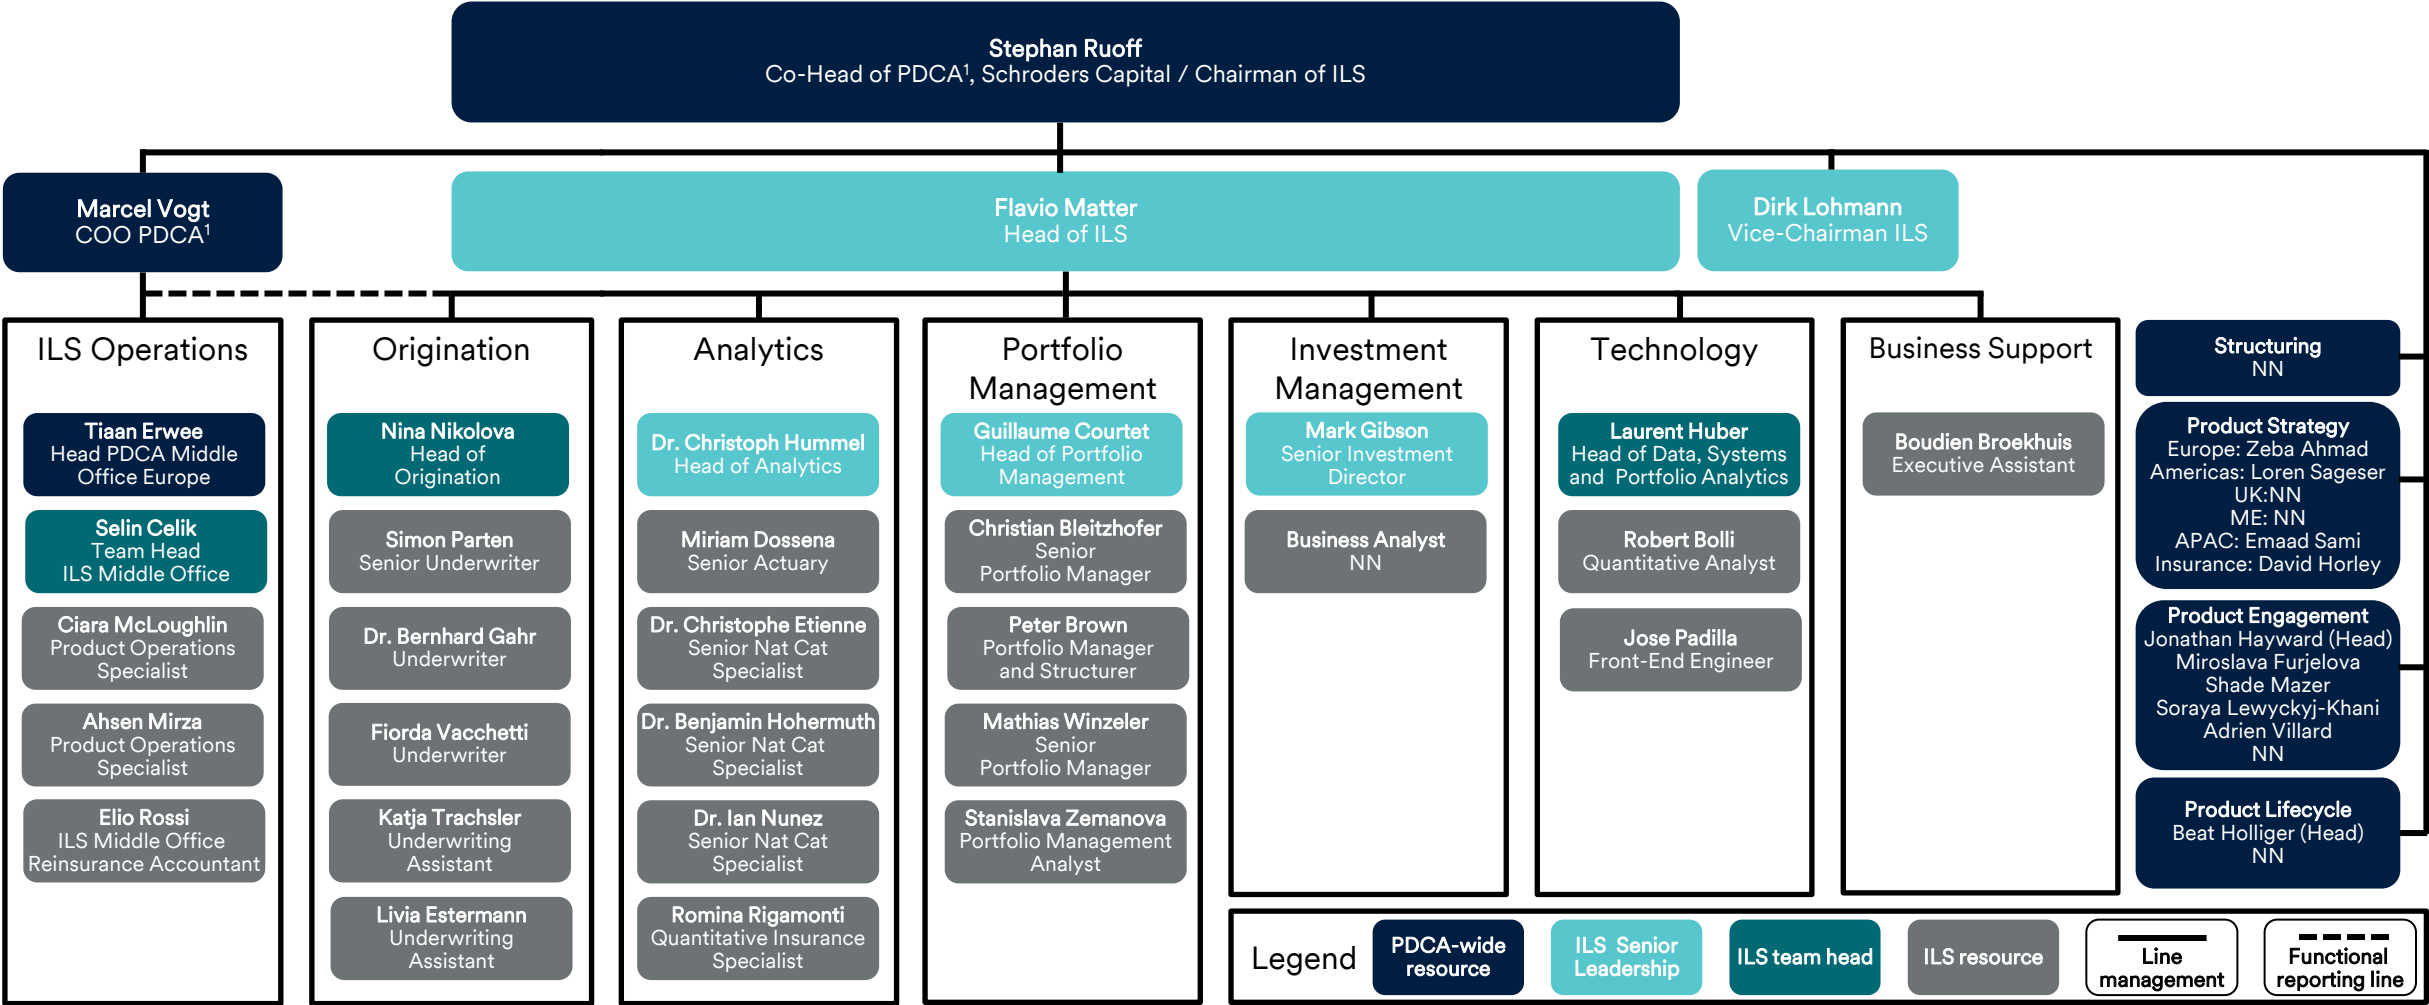 Stephan Ruoff
Co-Head of PDCA¹, Schroders Capital / Chairman of ILS
Marcel Vogt
COO PDCA¹
Flavio Matter
Head of ILS
Dirk Lohmann
Vice-Chairman ILS
ILS Operations
Tiaan Erwee
Head PDCA Middle
Office Europe
Selin Celik
Team Head
ILS Middle Office
Ciara McLoughlin
Product Operations
Specialist
Ahsen Mirza
Product Operations
Specialist
Elio Rossi
ILS Middle Office
Reinsurance Accountant
Origination
Nina Nikolova
Head of
Origination
Simon Parten
Senior Underwriter
Dr. Bernhard Gahr
Underwriter
Fiorda Vacchetti
Underwriter
Katja Trachsler
Underwriting
Assistant
Livia Estermann
Underwriting
Assistant
Analytics
Dr. Christoph Hummel
Head of Analytics
Miriam Dossena
Senior Actuary
Dr. Christophe Etienne
Senior Nat Cat
Specialist
Dr. Benjamin Hohermuth
Senior Nat Cat
Specialist
Dr. Ian Nunez
Senior Nat Cat
Specialist
Romina Rigamonti
Quantitative Insurance
Specialist
Portfolio
Management
Guillaume Courtet
Head of Portfolio
Management
Christian Bleitzhofer
Senior
Portfolio Manager
Peter Brown
Portfolio Manager
and Structurer
Mathias Winzeler
Senior
Portfolio Manager
Stanislava Zemanova
Portfolio Management
Analyst
Investment
Management
Mark Gibson
Senior Investment
Director
Business Analyst
NN
Technology
Laurent Huber
Head of Data, Systems
and Portfolio Analytics
Robert Bolli
Quantitative Analyst
Jose Padilla
Front-End Engineer
Business Support
Boudien Broekhuis
Executive Assistant
Structuring
NN
Product Strategy
Europe: Zeba Ahmad
Americas: Loren Sageser
UK:NN
ME: NN
APAC: Emaad Sami
Insurance: David Horley
Product Engagement
Jonathan Hayward (Head)
Miroslava Furjelova
Shade Mazer
Soraya Lewyckyj-Khani
Adrien Villard
NN
Product Lifecycle
Beat Holliger (Head)
NN
Legend
PDCA-wide
resource
ILS Senior
Leadership
ILS team head
ILS resource
Line
management
Functional
reporting line